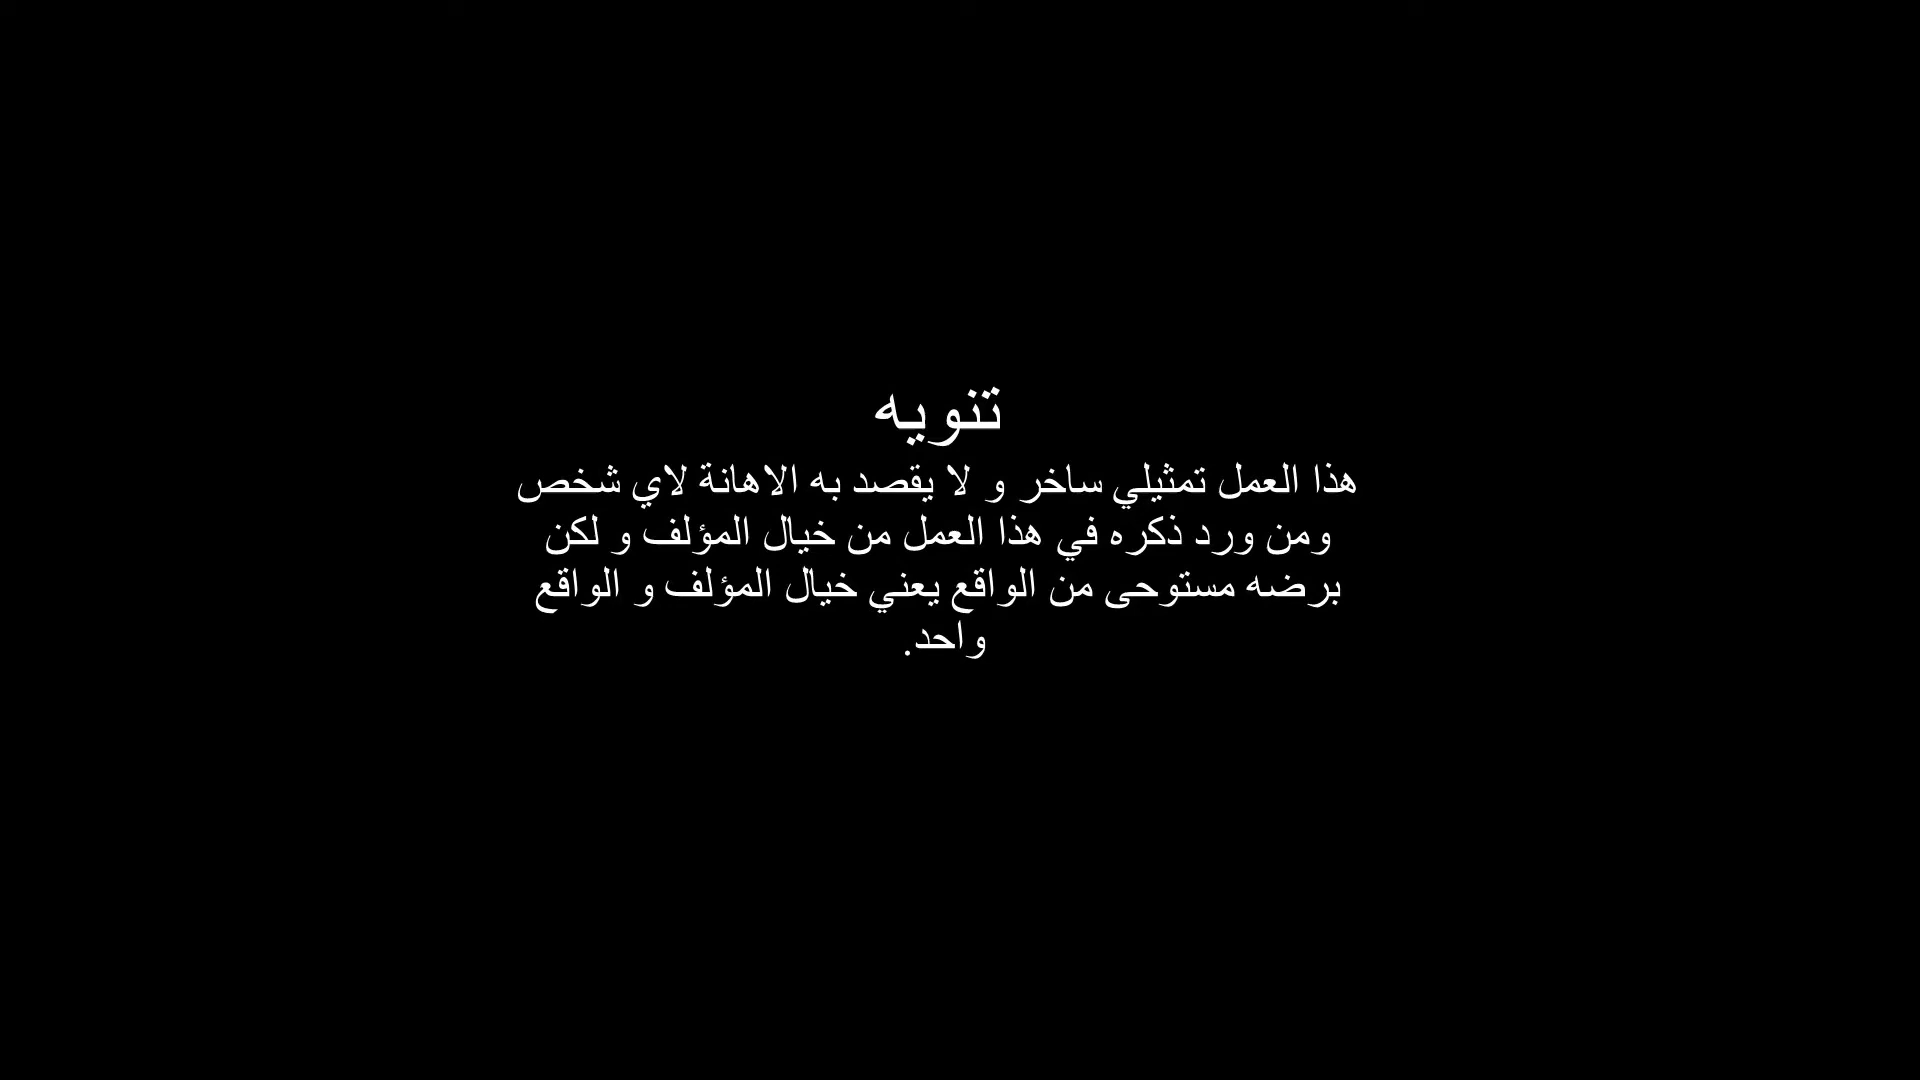 تنويه
هذا العمل تمثيلي ساخر و لا يقصد به الاهانة لاي شخص
ومن ورد ذكره في هذا العمل من خيال المؤلف و لكن
برضه مستوحى من الواقع يعني خيال المؤلف و الواقع
واحد.